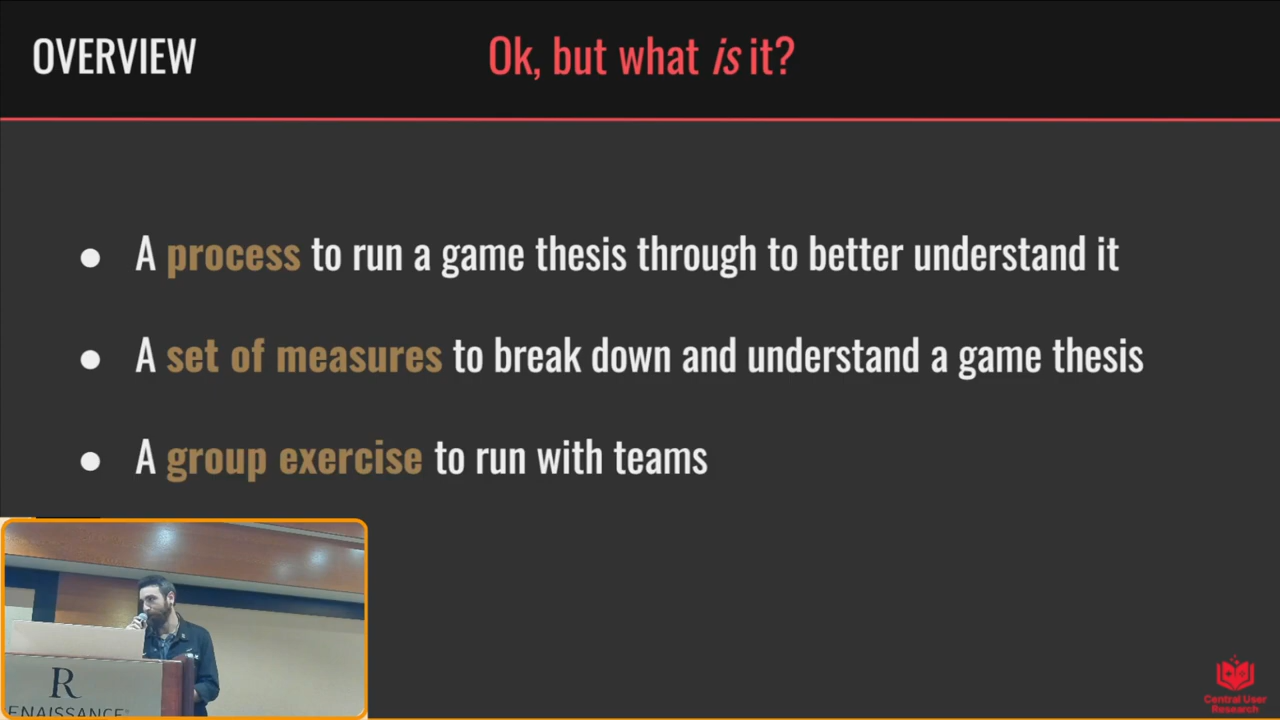 OVERVIEW
Ok, but what is it?
● A process to run a game thesis through to better understand it
● A set of measures to break down and understand a game thesis
● A group exercise to run with teams
R
ENAISSANCE
Central User
Research